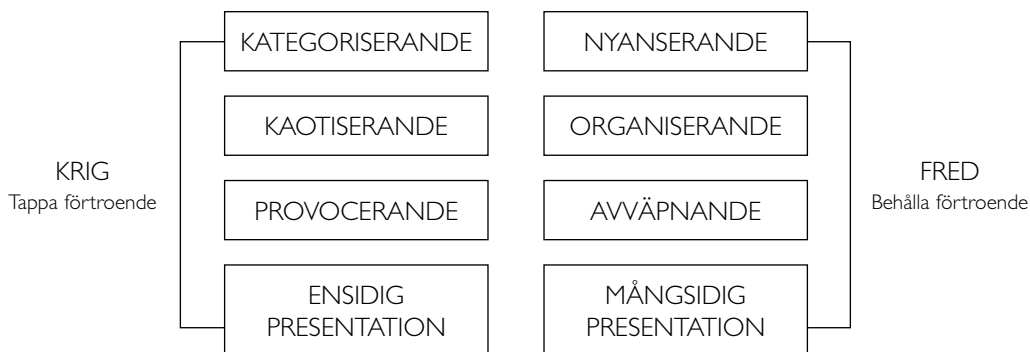 KATEGORISERANDE
NYANSERANDE
KAOTISERANDE
ORGANISERANDE
KRIG
Tappa förtroende
FRED
Behålla förtroende
PROVOCERANDE
AVVÄPNANDE
ENSIDIG
PRESENTATION
MÅNGSIDIG
PRESENTATION